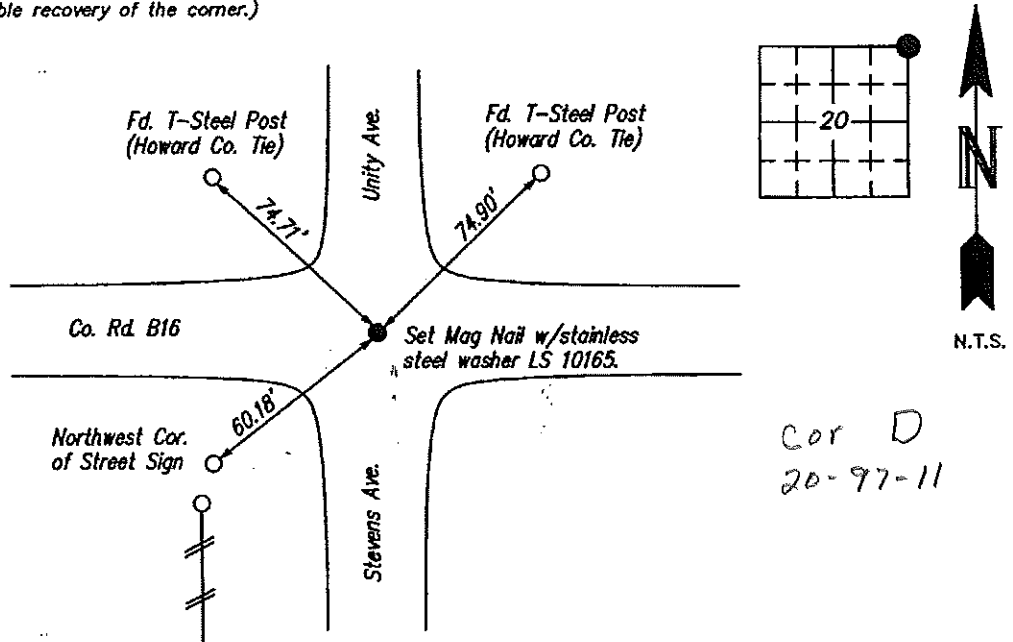 ble recovery of the corner.)
Fd. T-Steel Post
(Howard Co. Tie)
Unity Ave.
Fd. T-Steel Post
(Howard Co. Tie)
20
N
N.T.S.
74.71'
74.90'
Co. Rd. B16
Set Mag Nail w/stainless
steel washer LS 10165.
60.18'
Northwest Cor.
of Street Sign
Stevens Ave.
Cor D
20-97-11